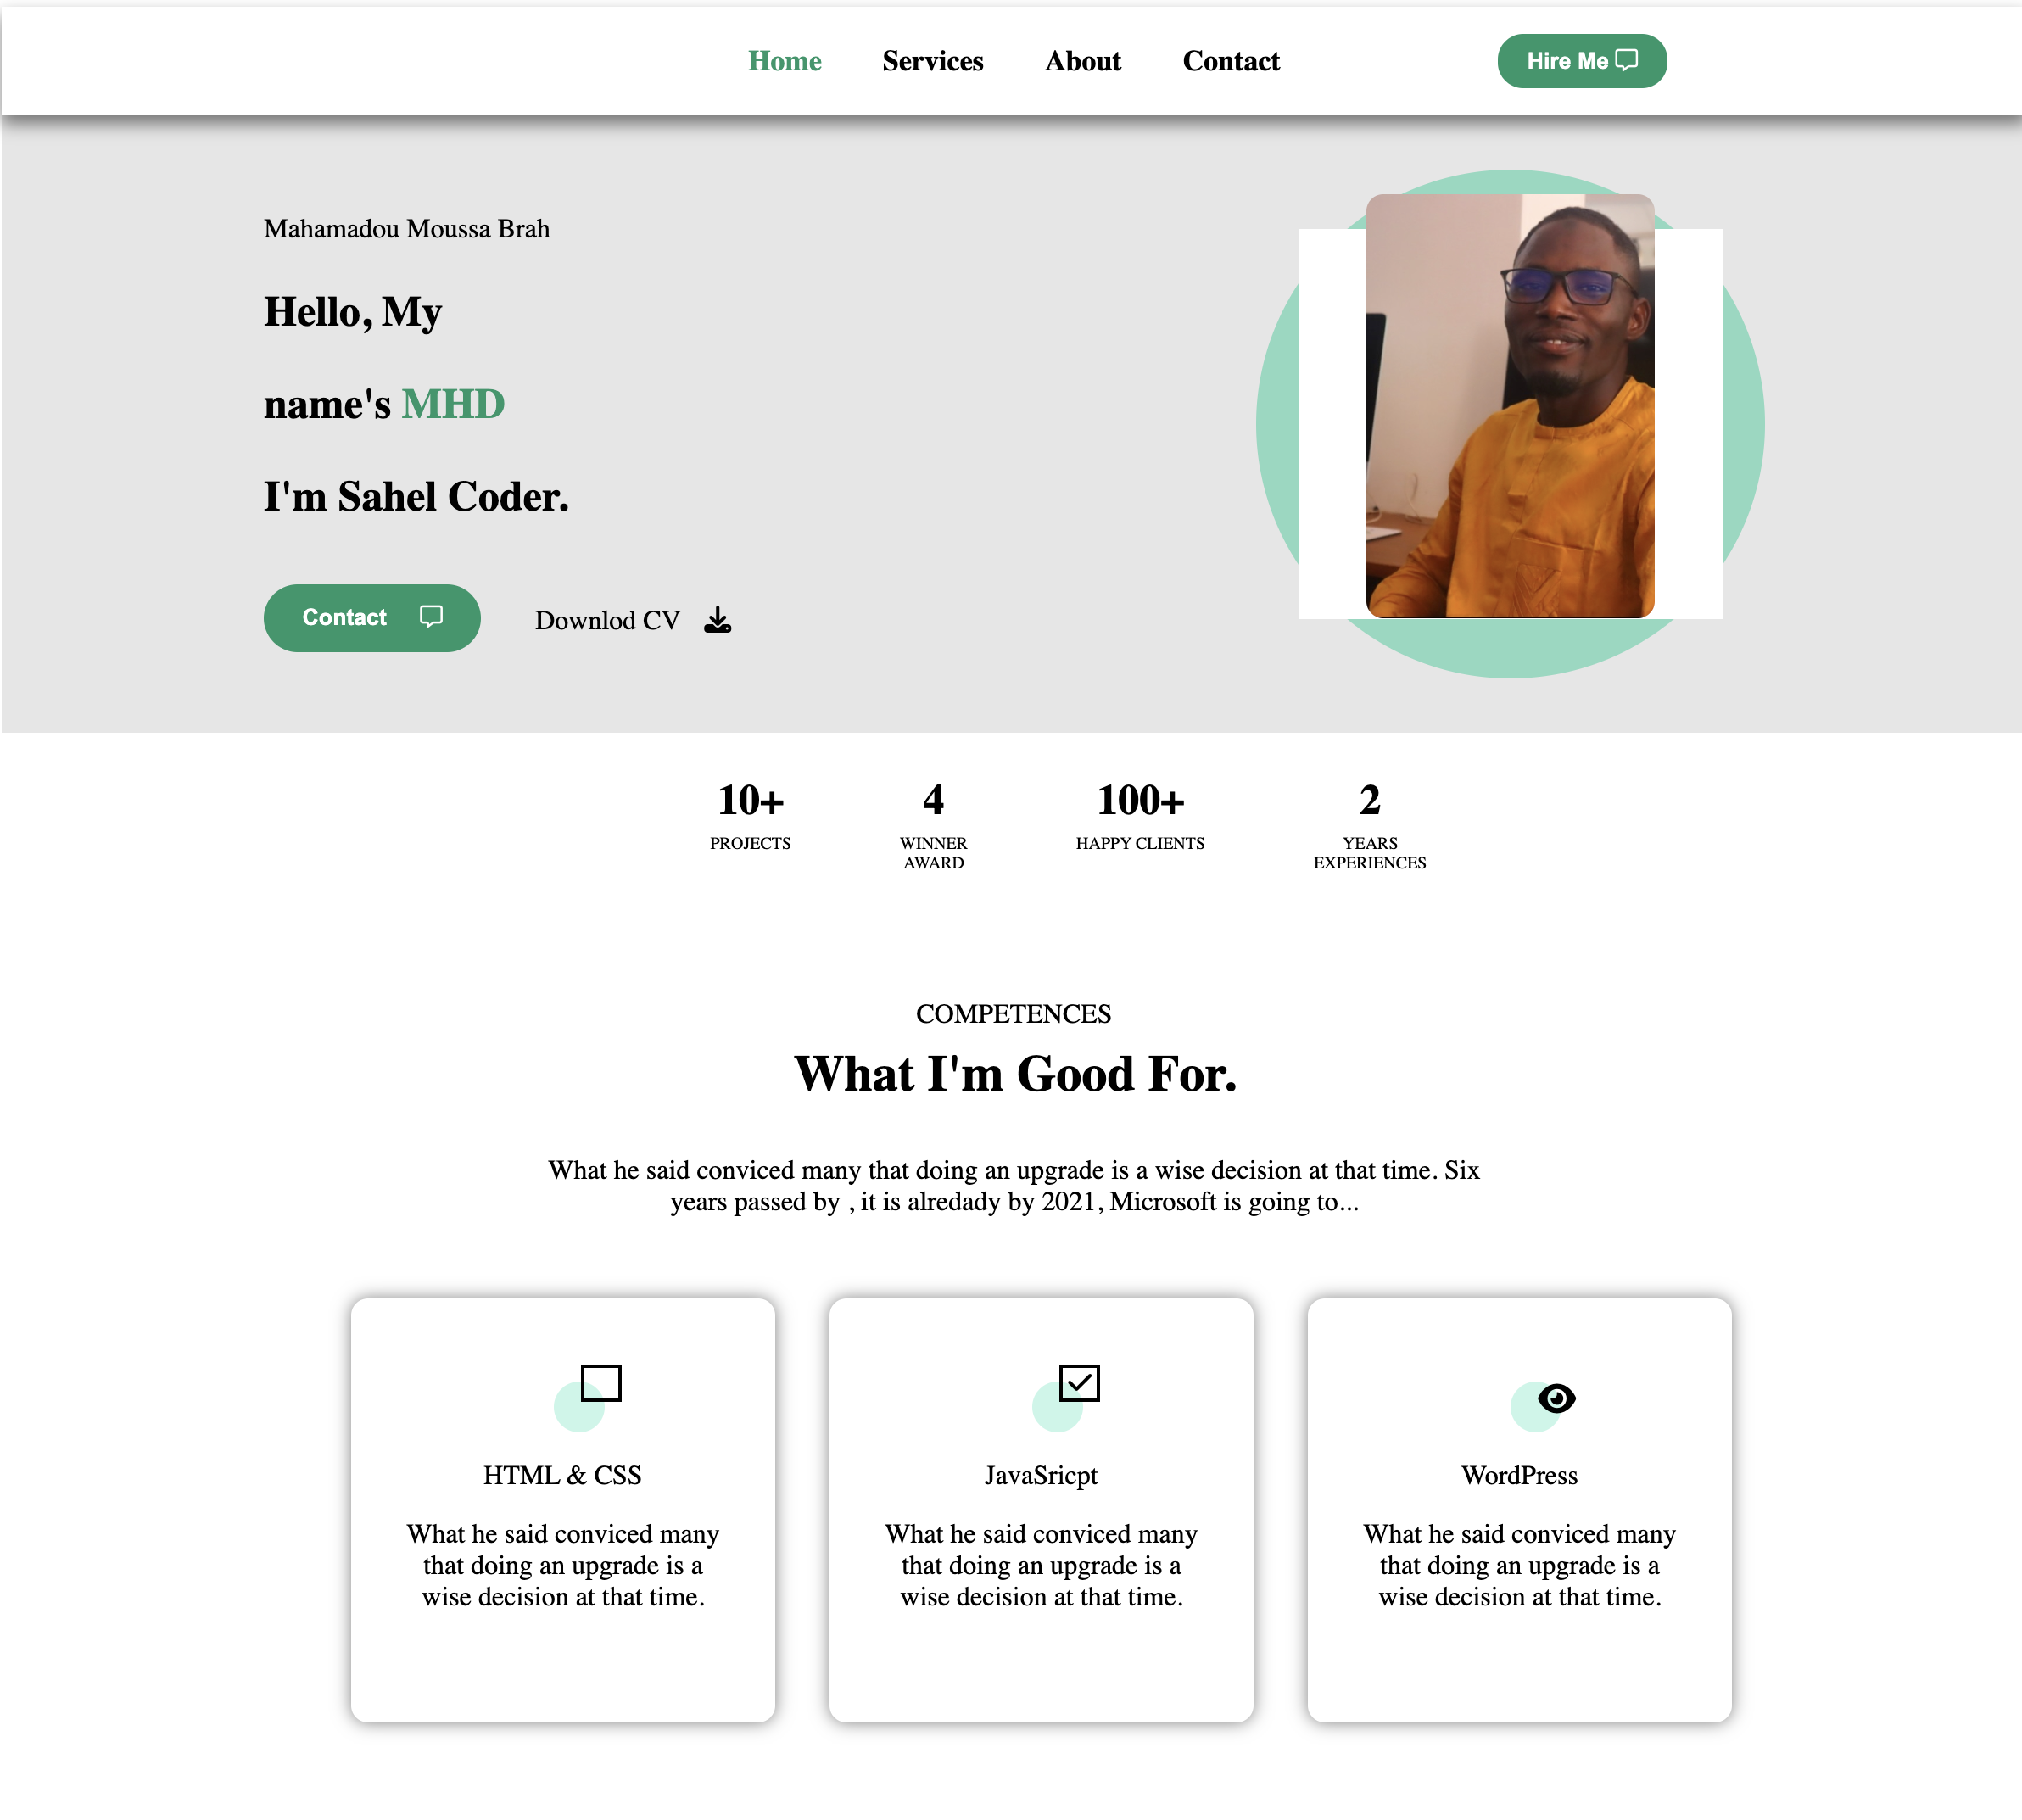 Home Services About Contact Hire Me
Mahamadou Moussa Brah
Hello, My
name's MHD
I'm Sahel Coder.
Contact Downlod CV
10+ 4 100+ 2
PROJECTS WINNER HAPPY CLIENTS YEARS
AWARD EXPERIENCES
COMPETENCES
What I'm Good For.
What he said conviced many that doing an upgrade is a wise decision at that time. Six
years passed by , it is alredady by 2021, Microsoft is going to...
HTML & CSS
What he said conviced many
that doing an upgrade is a
wise decision at that time.
JavaSricpt
What he said conviced many
that doing an upgrade is a
wise decision at that time.
WordPress
What he said conviced many
that doing an upgrade is a
wise decision at that time.